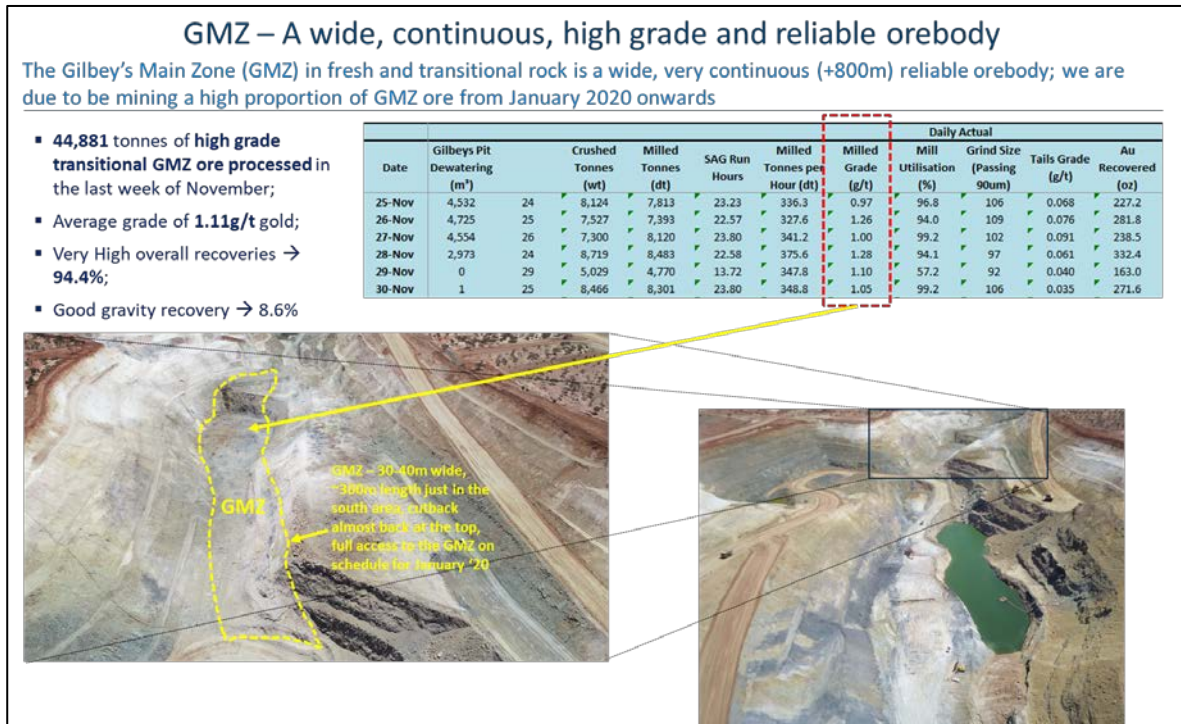 GMZ – A wide, continuous, high grade and reliable orebody
The Gilbey's Main Zone (GMZ) in fresh and transitional rock is a wide, very continuous (+800m) reliable orebody; we are
due to be mining a high proportion of GMZ ore from January 2020 onwards
▪ 44,881 tonnes of high grade
transitional GMZ ore processed in
the last week of November;
▪ Average grade of 1.11g/t gold;
▪ Very High overall recoveries →
94.4%;
▪ Good gravity recovery → 8.6%
Daily Actual
Date Gilbeys Pit Dewatering (m³) Crushed Tonnes (wt) Milled Tonnes (dt) SAG Run Hours Milled Tonnes per Hour (dt) Milled Grade (g/t) Mill Utilisation (%) Grind Size (Passing 90um) Tails Grade (g/t) Au Recovered (oz)
25-Nov 4,532 24 8,124 7,813 23.23 336.3 0.97 96.8 106 0.068 227.2
26-Nov 4,725 25 7,527 7,393 22.57 327.6 1.26 94.0 109 0.076 281.8
27-Nov 4,554 26 7,300 8,120 23.80 341.2 1.00 99.2 102 0.091 238.5
28-Nov 2,973 24 8,719 8,483 22.58 375.6 1.28 94.1 97 0.061 332.4
29-Nov 0 29 5,029 4,770 13.72 347.8 1.10 57.2 92 0.040 163.0
30-Nov 1 25 8,466 8,301 23.80 348.8 1.05 99.2 106 0.035 271.6
GMZ
GMZ – 30-40m wide,
~300m length just in the
south area, cutback
almost back at the top,
full access to the GMZ on
schedule for January '20